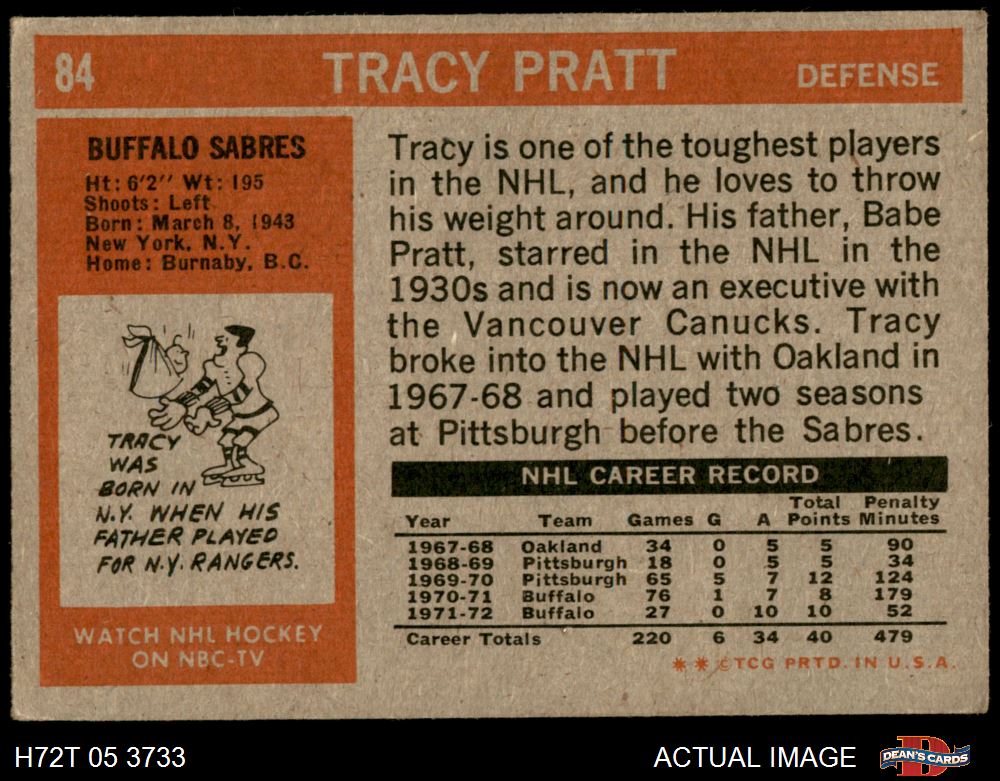 84
TRACY PRATT
DEFENSE
BUFFALO SABRES
Ht: 6'2" Wt: 195
Shoots: Left
Born: March 8, 1943
New York, N.Y.
Home: Burnaby, B.C.
TRACY
WAS
BORN IN
N.Y. WHEN HIS
FATHER PLAYED
FOR N.Y. RANGERS.
WATCH NHL HOCKEY
ON NBC-TV
Tracy is one of the toughest players
in the NHL, and he loves to throw
his weight around. His father, Babe
Pratt, starred in the NHL in the
1930s and is now an executive with
the Vancouver Canucks. Tracy
broke into the NHL with Oakland in
1967-68 and played two seasons
at Pittsburgh before the Sabres.
NHL CAREER RECORD
Year Team Games G A Total Points Penalty Minutes
1967-68 Oakland 34 0 5 5 90
1968-69 Pittsburgh 18 0 5 5 34
1969-70 Pittsburgh 65 5 7 12 124
1970-71 Buffalo 76 1 7 8 179
1971-72 Buffalo 27 0 10 10 52
Career Totals 220 6 34 40 479
* * ©TCG PRTD. IN U.S.A.
H72T 05 3733
ACTUAL IMAGE
DEAN'S CARDS